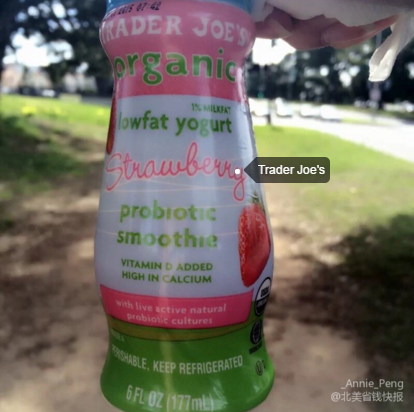 TRADER JOE'S
organic
1% MILKFAT
lowfat yogurt
Strawberry
Trader Joe's
probiotic
smoothie
VITAMIN D ADDED
HIGH IN CALCIUM
with live active natural
probiotic cultures
KEEP REFRIGERATED
6 FL OZ (177mL)
_Annie_Peng
@北美省钱快报